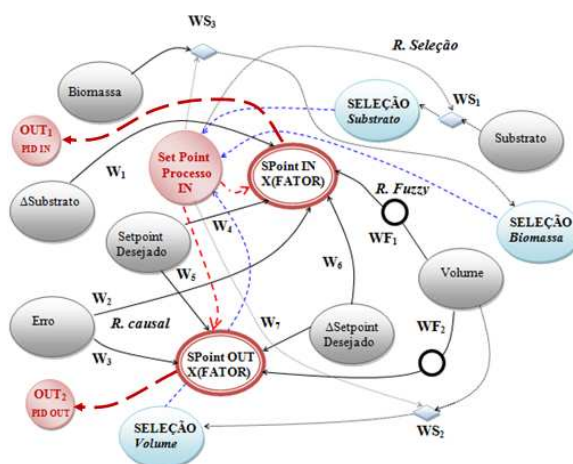 WS3
R. Seleção
Biomassa
SELEÇÃO
Substrato
WS1
Substrato
OUT1
PID IN
Set Point
Processo
IN
SPoint IN
X(FATOR)
W1
R. Fuzzy
ΔSubstrato
W4
WF1
SELEÇÃO
Biomassa
Setpoint
Desejado
W5
W6
Volume
W2
Erro
R. causal
W7
ΔSetpoint
Desejado
WF2
W3
SPoint OUT
X(FATOR)
OUT2
PID OUT
SELEÇÃO
Volume
WS2